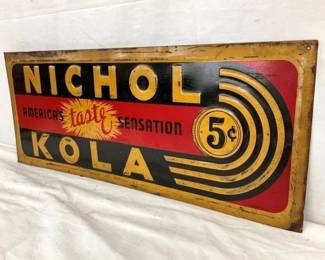 NICHOL
AMERICA'S taste SENSATION
5¢
KOLA